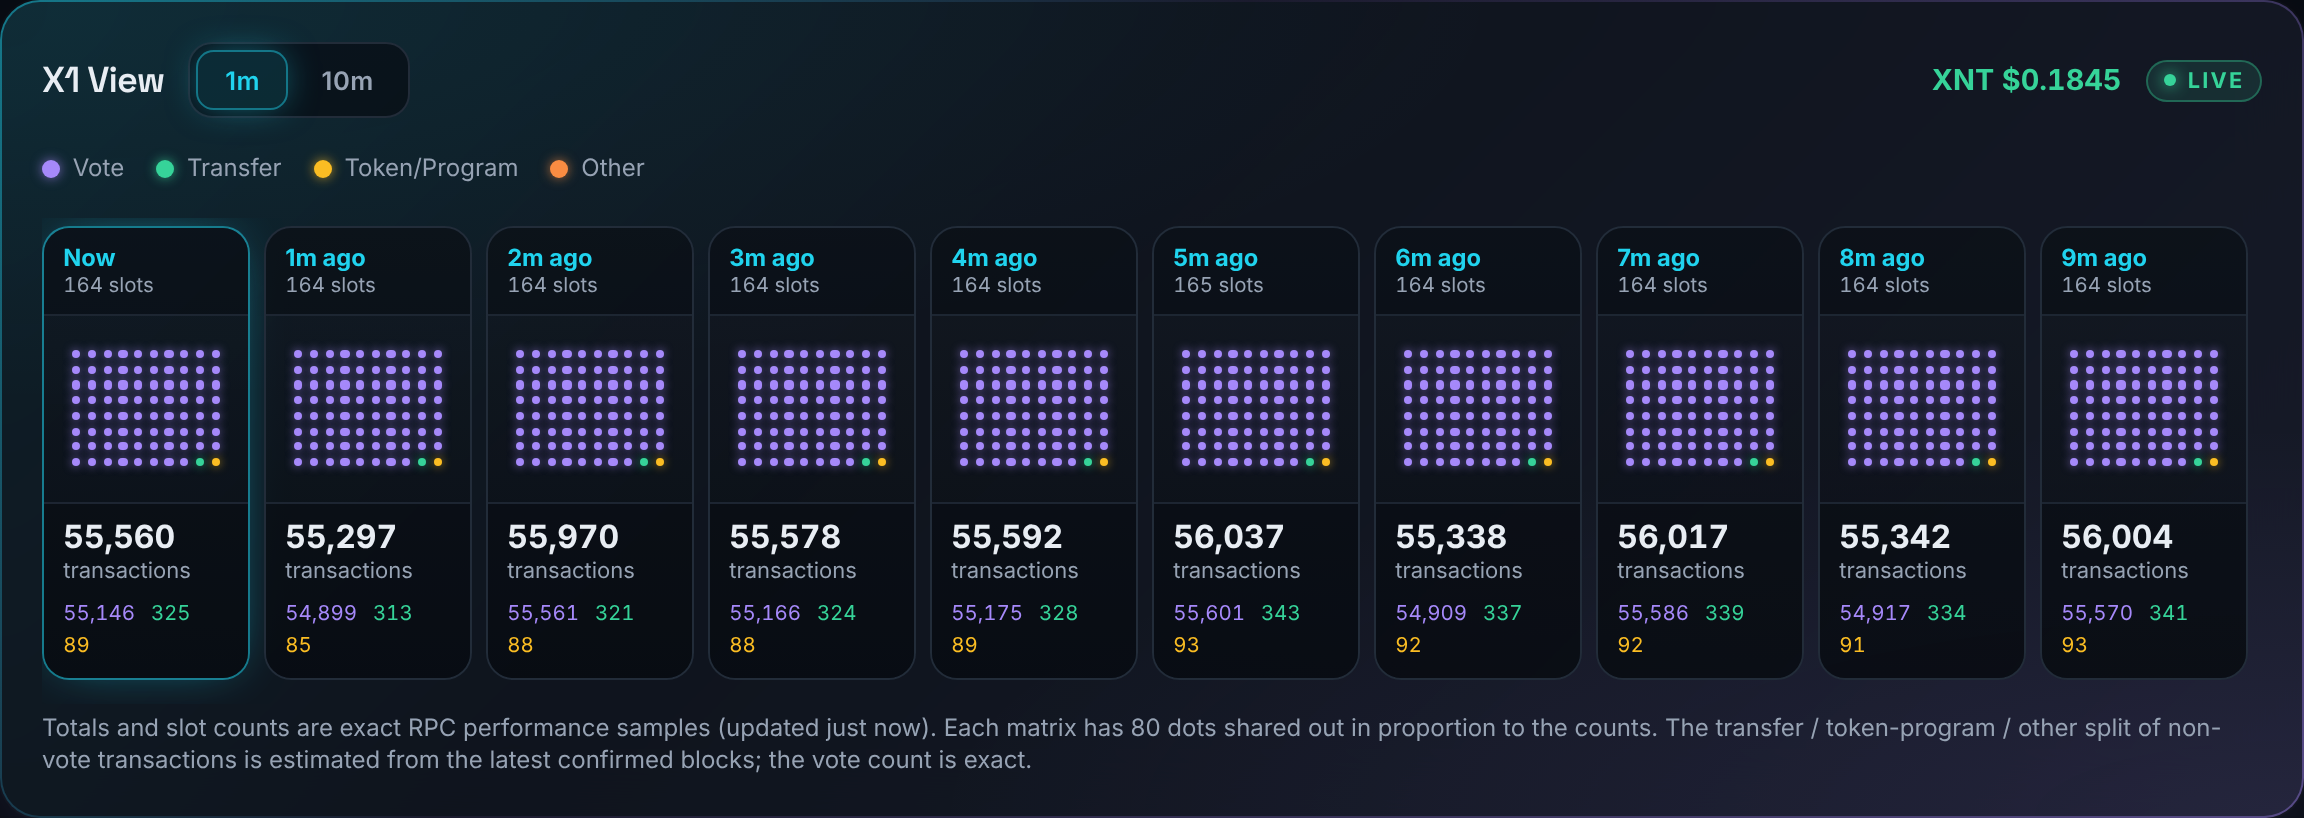 X1 View 1m 10m XNT $0.1845 LIVE
Vote Transfer Token/Program Other
Now 1m ago 2m ago 3m ago 4m ago 5m ago 6m ago 7m ago 8m ago 9m ago
164 slots 164 slots 164 slots 164 slots 164 slots 165 slots 164 slots 164 slots 164 slots 164 slots
55,560 55,297 55,970 55,578 55,592 56,037 55,338 56,017 55,342 56,004
transactions transactions transactions transactions transactions transactions transactions transactions transactions transactions
55,146 325 54,899 313 55,561 321 55,166 324 55,175 328 55,601 343 54,909 337 55,586 339 54,917 334 55,570 341
89 85 88 88 89 93 92 92 91 93
Totals and slot counts are exact RPC performance samples (updated just now). Each matrix has 80 dots shared out in proportion to the counts. The transfer / token-program / other split of non-
vote transactions is estimated from the latest confirmed blocks; the vote count is exact.